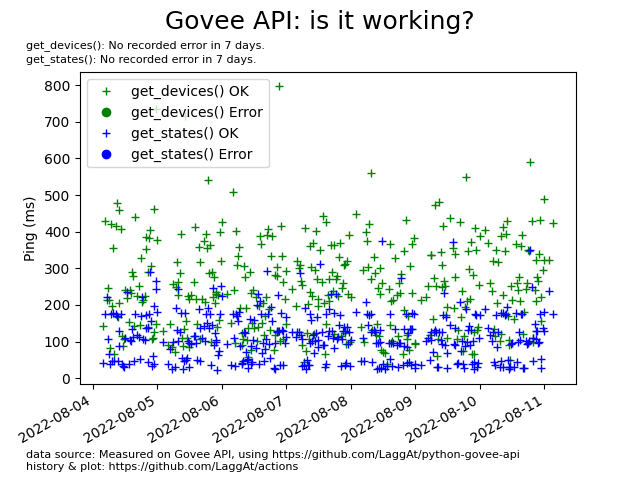 Govee API: is it working?
get_devices(): No recorded error in 7 days.
get_states(): No recorded error in 7 days.
get_devices() OK
get_devices() Error
get_states() OK
get_states() Error
Ping (ms)
800
700
600
500
400
300
200
100
0
2022-08-04
2022-08-05
2022-08-06
2022-08-07
2022-08-08
2022-08-09
2022-08-10
2022-08-11
data source: Measured on Govee API, using https://github.com/LaggAt/python-govee-api
history & plot: https://github.com/LaggAt/actions